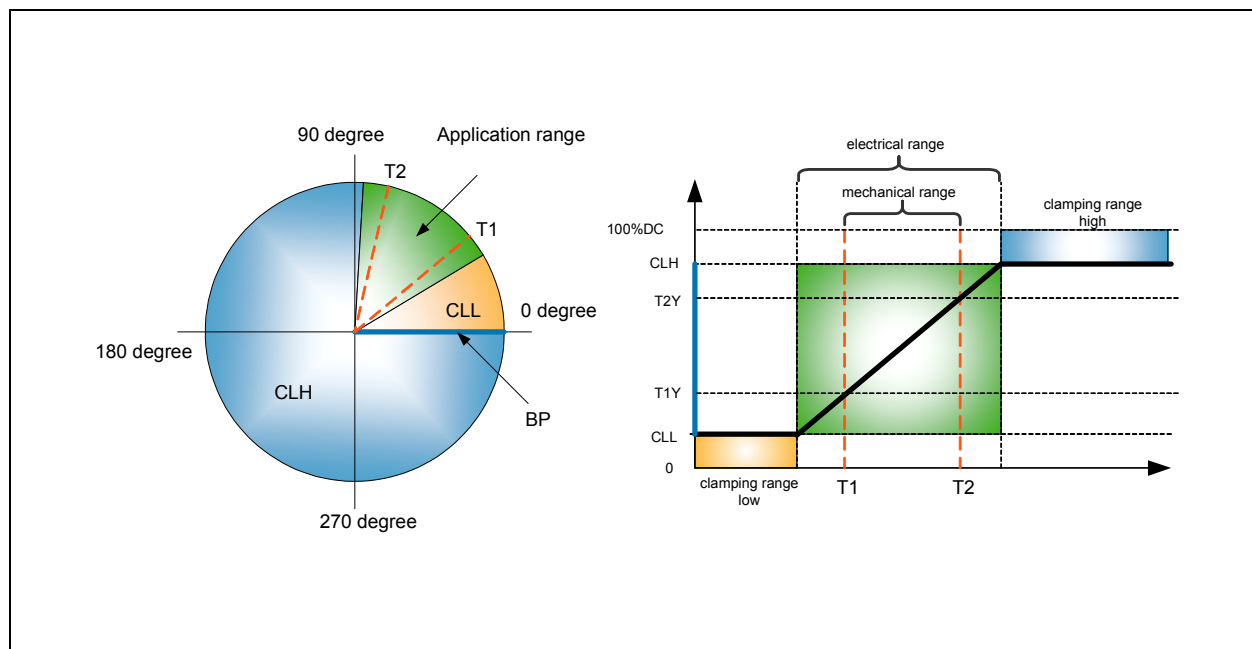 90 degree
Application range
T2
T1
CLL
0 degree
180 degree
CLH
BP
270 degree
electrical range
mechanical range
clamping range
high
100%DC
CLH
T2Y
T1Y
CLL
0
clamping range
low
T1
T2